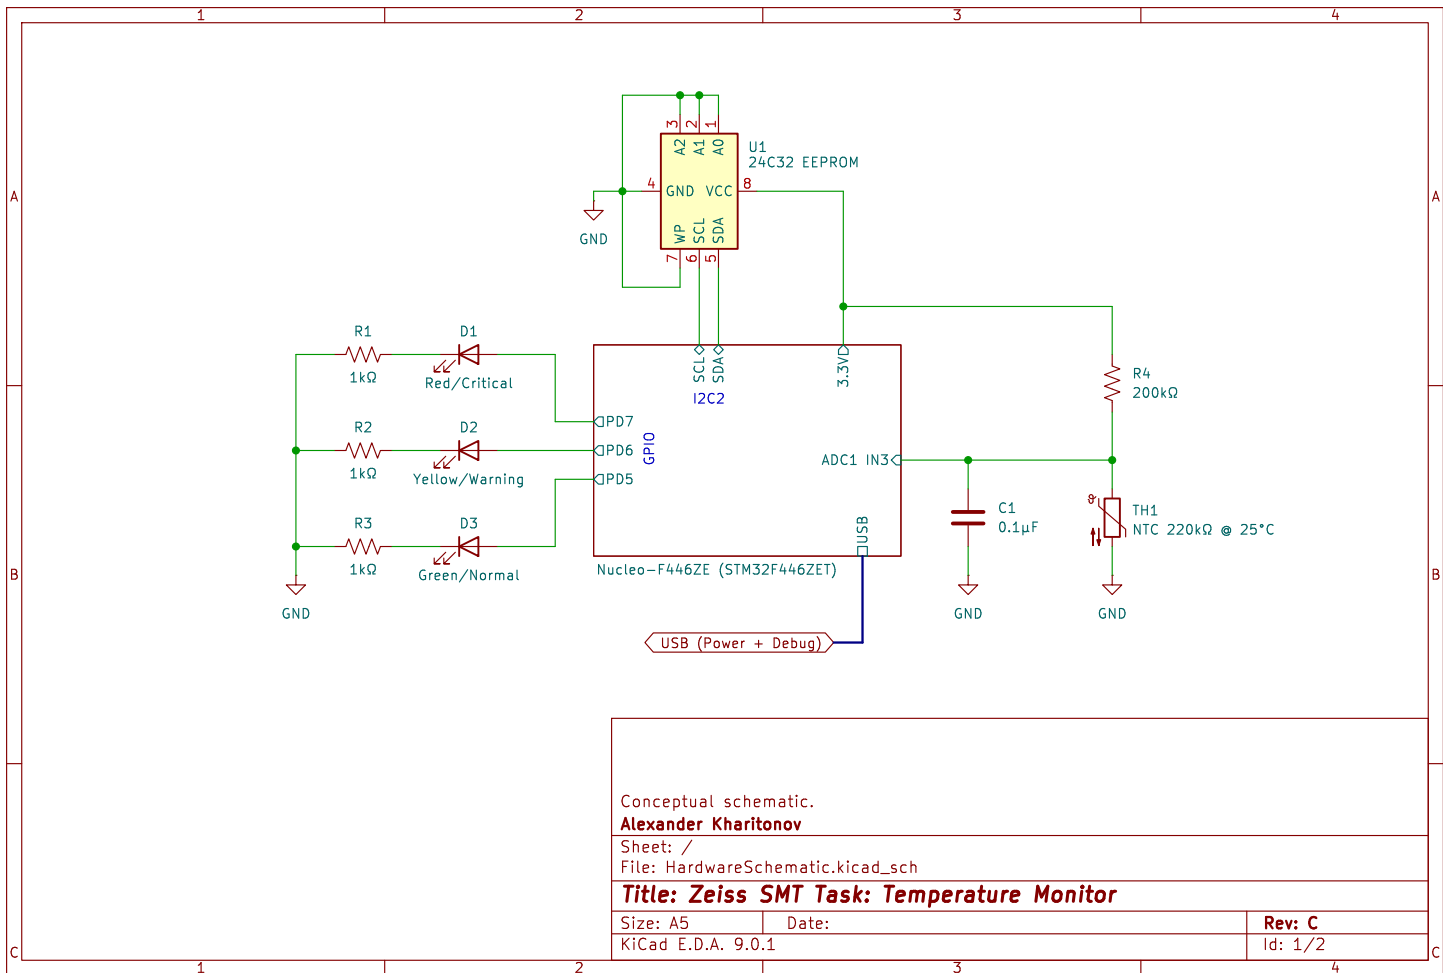 1 2 3 4
A A
B B
C C
3 2 1
A2 A1 A0
U1
24C32 EEPROM
4 GND VCC 8
WP SCL SDA
7 6 5
GND
R1 D1
1kΩ Red/Critical
R2 D2
1kΩ Yellow/Warning
R3 D3
1kΩ Green/Normal
GND
SCL SDA 3.3V
I2C2
PD7
PD6
PD5
GPIO
ADC1 IN3
USB
Nucleo-F446ZE (STM32F446ZET)
USB (Power + Debug)
R4
200kΩ
C1
0.1µF
GND
ϑ
TH1
NTC 220kΩ @ 25°C
GND
Conceptual schematic.
Alexander Kharitonov
Sheet: /
File: HardwareSchematic.kicad_sch
Title: Zeiss SMT Task: Temperature Monitor
Size: A5 Date: Rev: C
KiCad E.D.A. 9.0.1 Id: 1/2
1 2 3 4